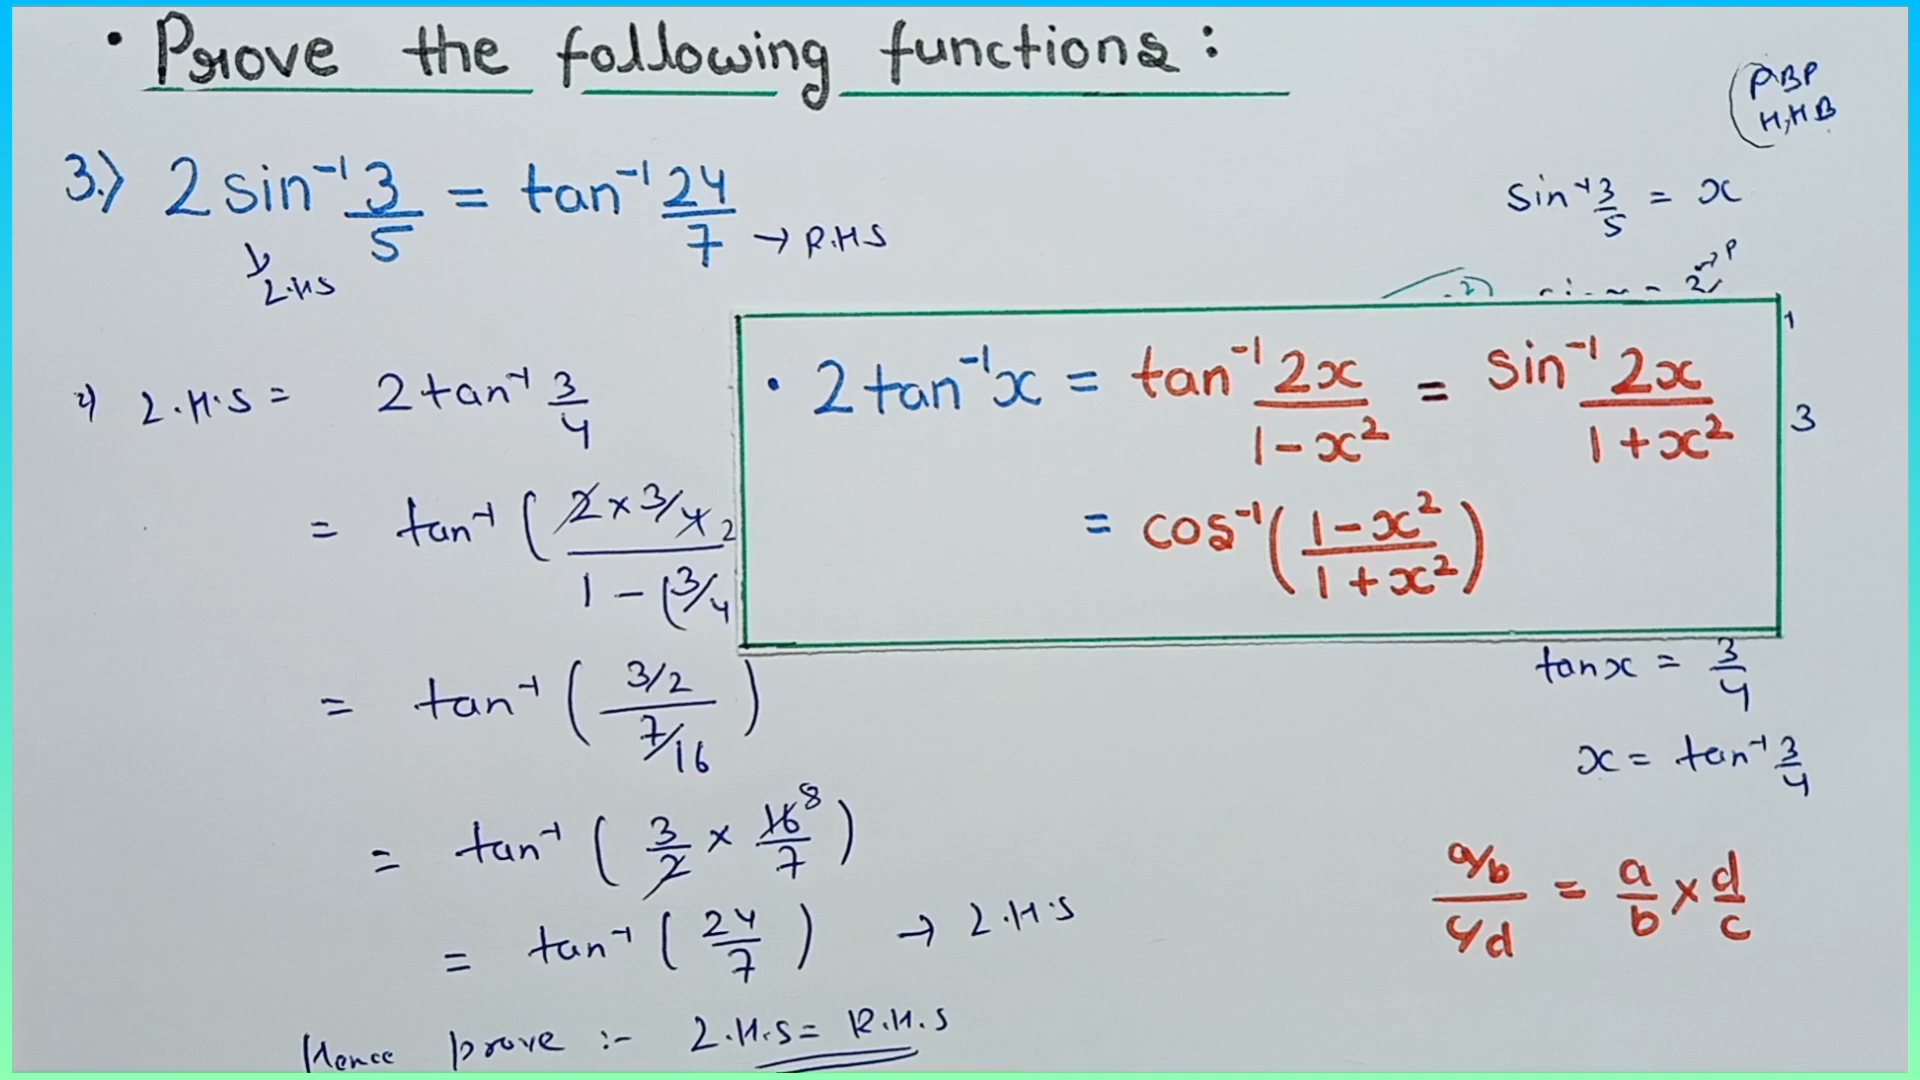 • Prove the following functions :
PBP
H,HB
3.) 2 sin⁻¹ 3/5 = tan⁻¹ 24/7 → R.H.S
L.H.S
sin⁻¹ 3/5 = x
L.H.S = 2 tan⁻¹ 3/4
= tan⁻¹ ( 2 × 3/4 2 / 1 - (3/4
= tan⁻¹ ( 3/2 / 7/16 )
= tan⁻¹ ( 3/2 × 16 8 / 7 )
= tan⁻¹ ( 24/7 ) → L.H.S
Hence prove :- L.H.S = R.H.S
• 2 tan⁻¹x = tan⁻¹ 2x / 1 - x² = sin⁻¹ 2x / 1 + x²
= cos⁻¹ ( 1 - x² / 1 + x² )
3
tan x = 3/4
x = tan⁻¹ 3/4
a/b / c/d = a/b × d/c